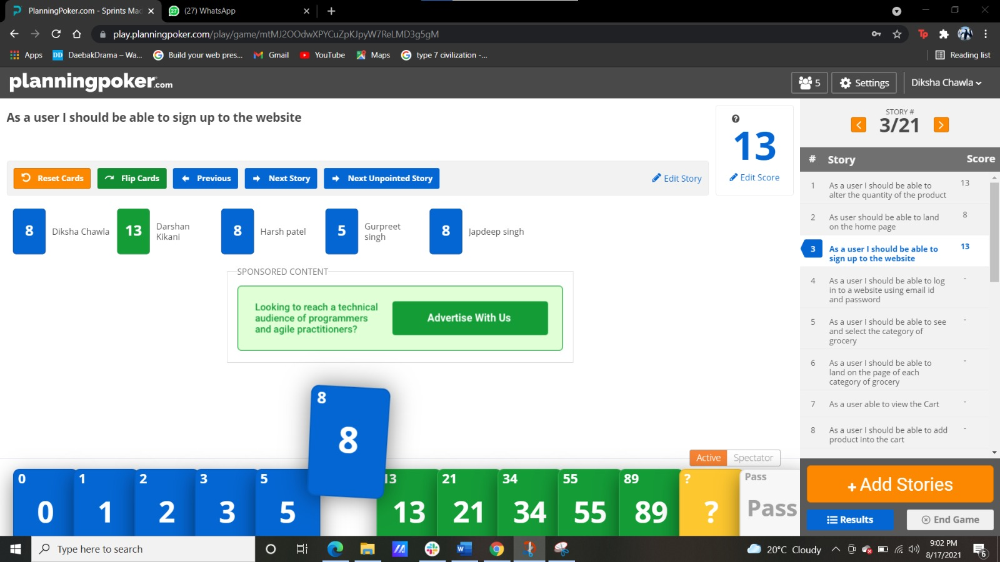 PlanningPoker.com - Sprints Mac
(27) WhatsApp
play.planningpoker.com/play/game/mtMJ2OOdwXPYCuZpKJpyW7ReLMD3g5gM
Apps
DD DaebakDrama – Wa...
Build your web pres...
Gmail
YouTube
Maps
type 7 civilization -...
Reading list
planningpoker.com
5
Settings
Diksha Chawla
As a user I should be able to sign up to the website
13
Edit Score
Reset Cards
Flip Cards
Previous
Next Story
Next Unpointed Story
Edit Story
8 Diksha Chawla
13 Darshan
Kikani
8 Harsh patel
5 Gurpreet
singh
8 Japdeep singh
SPONSORED CONTENT
Looking to reach a technical
audience of programmers
and agile practitioners?
Advertise With Us
8
8
Active Spectator
0 1 2 3 5 13 21 34 55 89 ? Pass
0 1 2 3 5 13 21 34 55 89 ? Pass
STORY #
3/21
# Story Score
1 As a user I should be able to 13
alter the quantity of the product
2 As user should be able to land 8
on the home page
3 As a user I should be able to 13
sign up to the website
4 As a user I should be able to log -
in to a website using email id
and password
5 As a user I should be able to see -
and select the category of
grocery
6 As a user I should be able to -
land on the page of each
category of grocery
7 As a user able to view the Cart -
8 As a user I should be able to add -
product into the cart
+ Add Stories
Results
End Game
Type here to search
20°C Cloudy
9:02 PM
8/17/2021
6